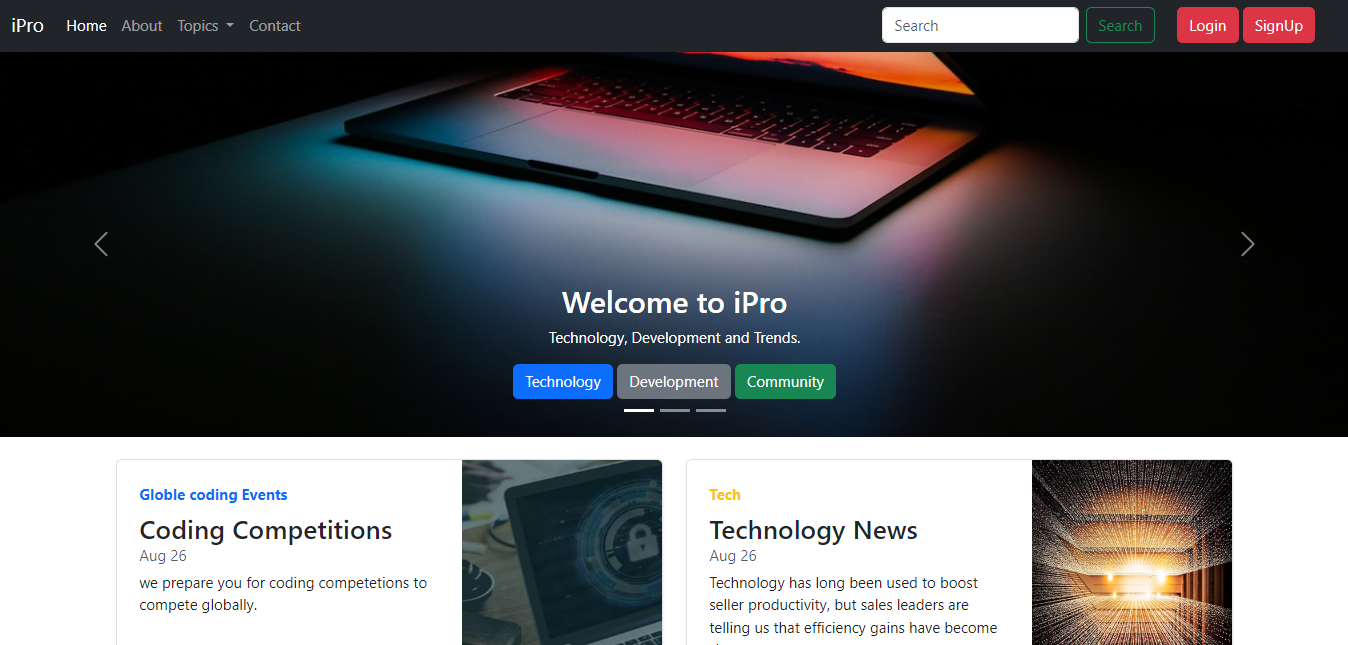 iPro Home About Topics Contact Search Search Login SignUp
Welcome to iPro
Technology, Development and Trends.
Technology Development Community
Globle coding Events
Coding Competitions
Aug 26
we prepare you for coding competetions to
compete globally.
Tech
Technology News
Aug 26
Technology has long been used to boost
seller productivity, but sales leaders are
telling us that efficiency gains have become